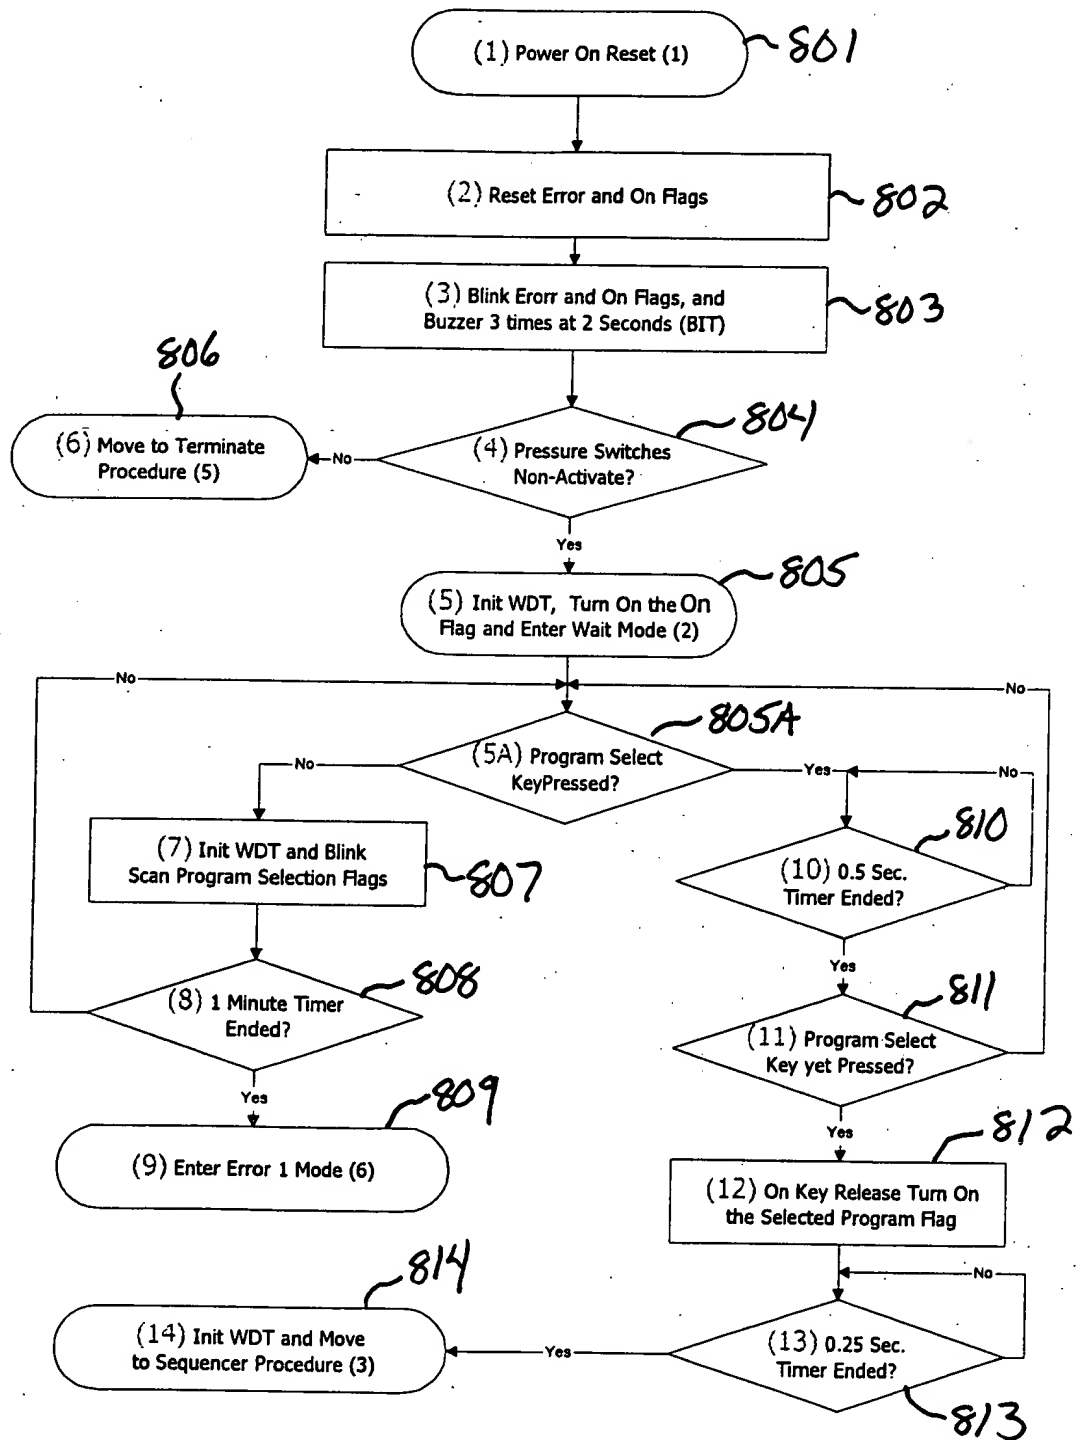 (1) Power On Reset (1)
801
(2) Reset Error and On Flags
802
(3) Blink Erorr and On Flags, and
Buzzer 3 times at 2 Seconds (BIT)
803
806
804
(6) Move to Terminate
Procedure (5)
No
(4) Pressure Switches
Non-Activate?
Yes
805
(5) Init WDT, Turn On the On
Flag and Enter Wait Mode (2)
No
No
805A
(5A) Program Select
KeyPressed?
No
Yes
No
(7) Init WDT and Blink
Scan Program Selection Flags
807
810
(10) 0.5 Sec.
Timer Ended?
Yes
808
(8) 1 Minute Timer
Ended?
811
(11) Program Select
Key yet Pressed?
Yes
809
(9) Enter Error 1 Mode (6)
Yes
812
(12) On Key Release Turn On
the Selected Program Flag
814
No
(14) Init WDT and Move
to Sequencer Procedure (3)
Yes
(13) 0.25 Sec.
Timer Ended?
813